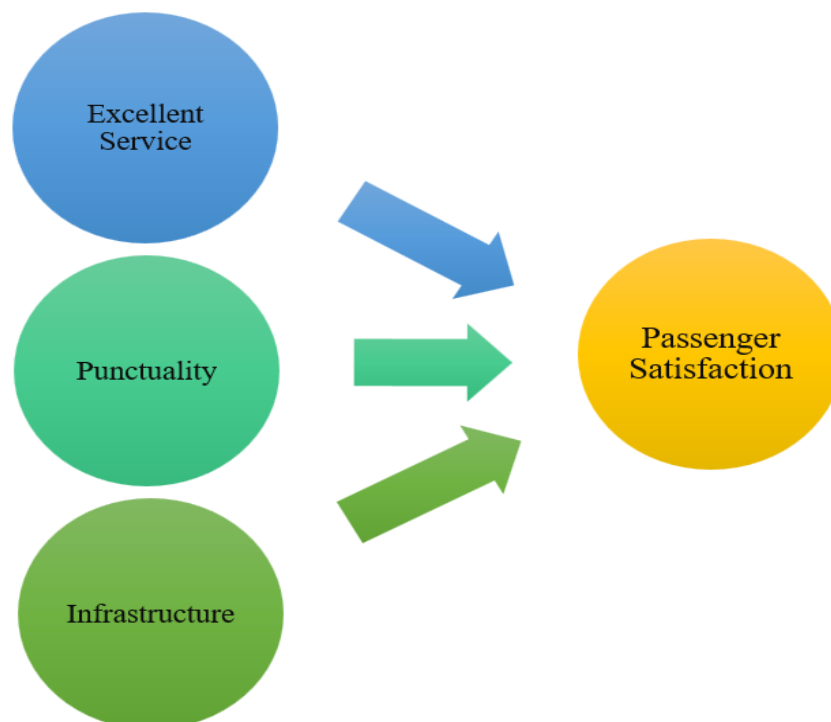 Excellent
Service
Punctuality
Infrastructure
Passenger
Satisfaction